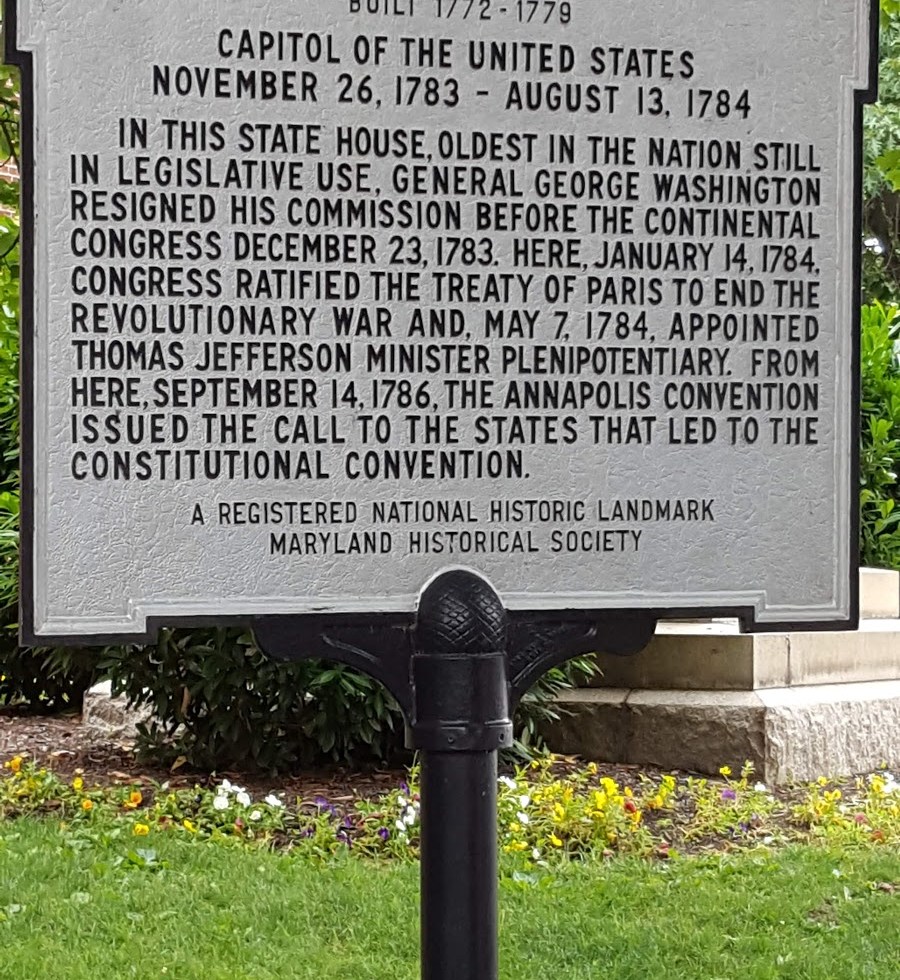 BUILT 1772-1779
CAPITOL OF THE UNITED STATES
NOVEMBER 26, 1783 - AUGUST 13, 1784
IN THIS STATE HOUSE, OLDEST IN THE NATION STILL
IN LEGISLATIVE USE, GENERAL GEORGE WASHINGTON
RESIGNED HIS COMMISSION BEFORE THE CONTINENTAL
CONGRESS DECEMBER 23, 1783. HERE, JANUARY 14, 1784,
CONGRESS RATIFIED THE TREATY OF PARIS TO END THE
REVOLUTIONARY WAR AND, MAY 7, 1784, APPOINTED
THOMAS JEFFERSON MINISTER PLENIPOTENTIARY. FROM
HERE, SEPTEMBER 14, 1786, THE ANNAPOLIS CONVENTION
ISSUED THE CALL TO THE STATES THAT LED TO THE
CONSTITUTIONAL CONVENTION.
A REGISTERED NATIONAL HISTORIC LANDMARK
MARYLAND HISTORICAL SOCIETY